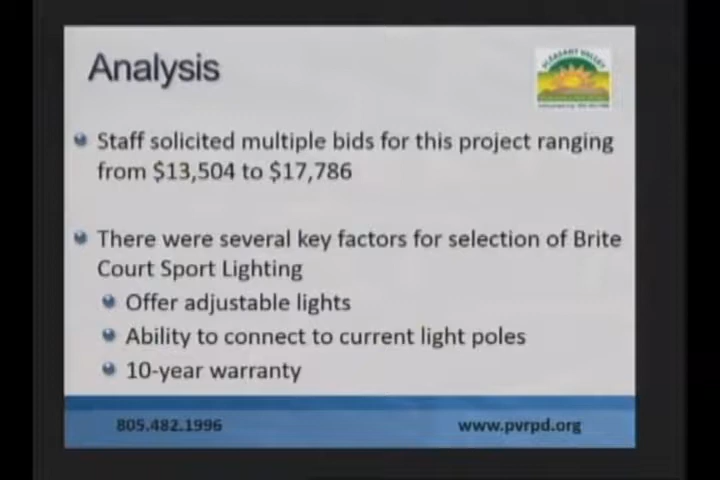 Analysis
PLEASANT VALLEY
Staff solicited multiple bids for this project ranging
from $13,504 to $17,786
There were several key factors for selection of Brite
Court Sport Lighting
Offer adjustable lights
Ability to connect to current light poles
10-year warranty
805.482.1996
www.pvrpd.org